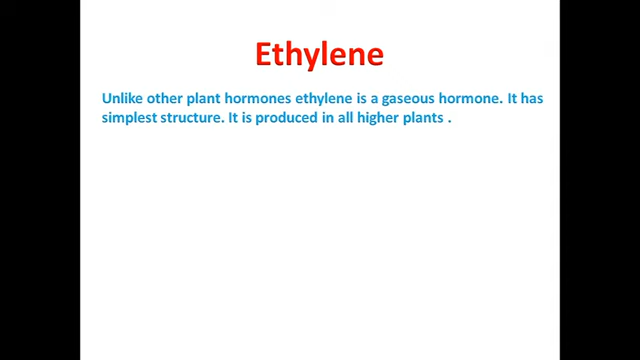 Ethylene
Unlike other plant hormones ethylene is a gaseous hormone. It has
simplest structure. It is produced in all higher plants .